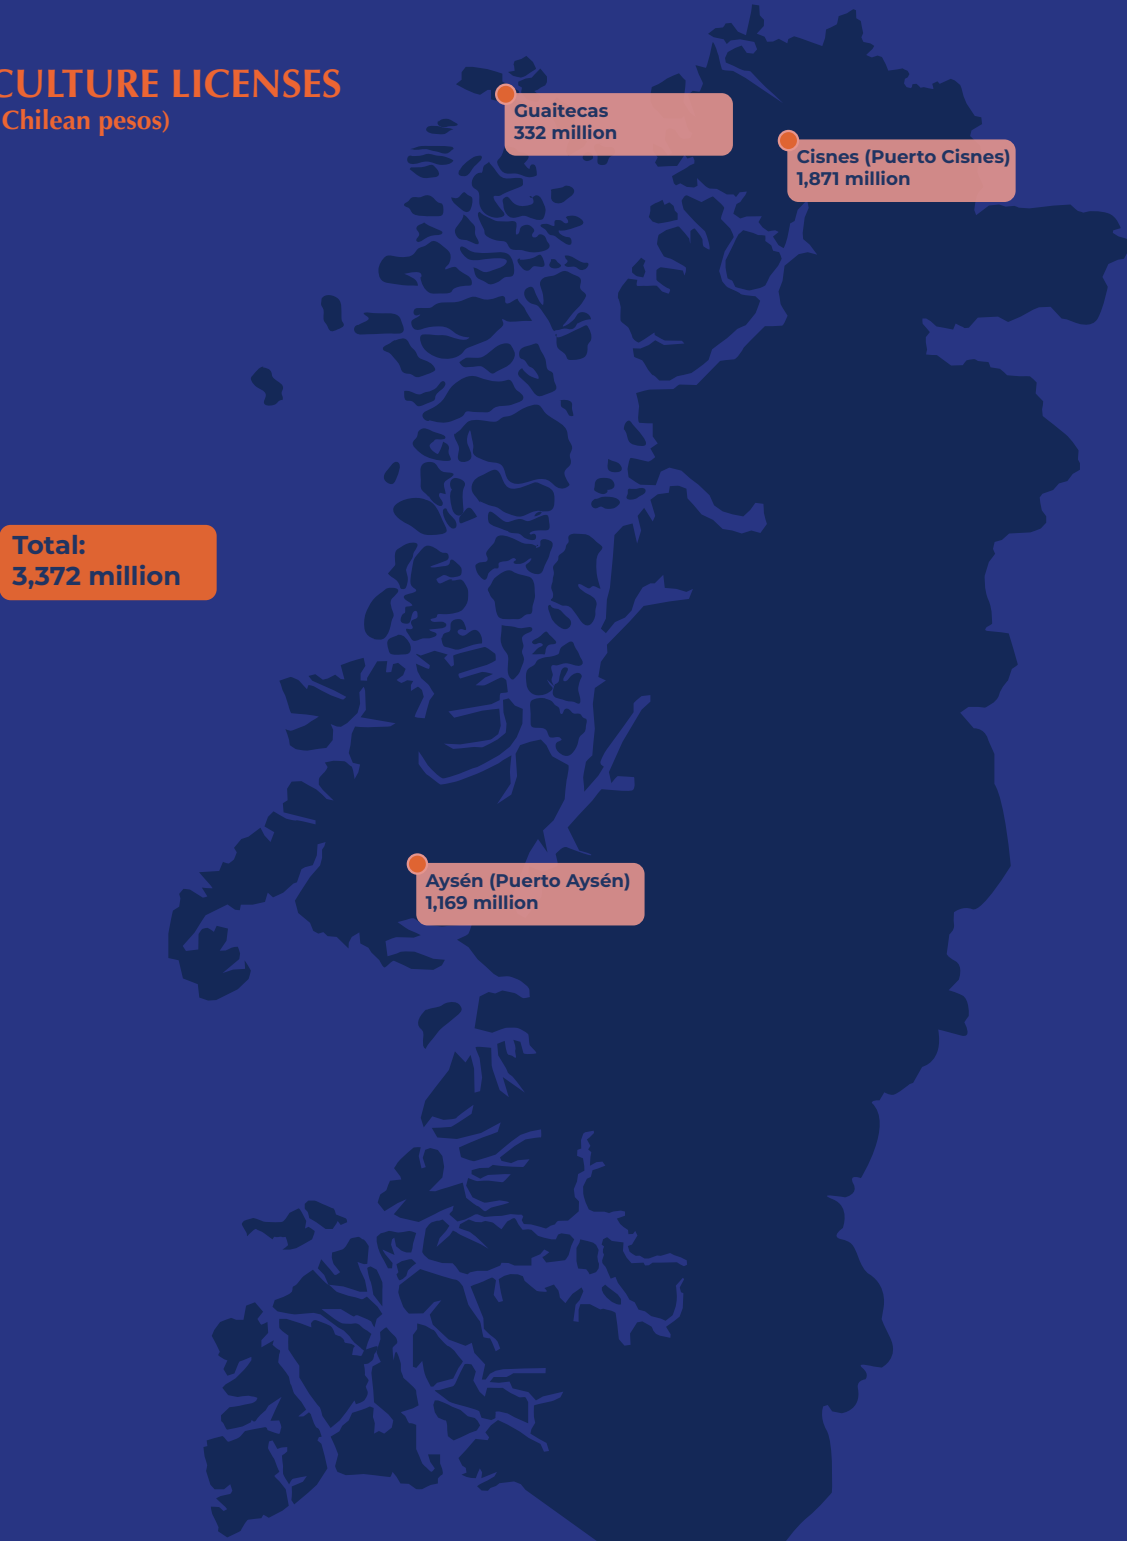 CULTURE LICENSES
Chilean pesos)
Guaitecas
332 million
Cisnes (Puerto Cisnes)
1,871 million
Total:
3,372 million
Aysén (Puerto Aysén)
1,169 million